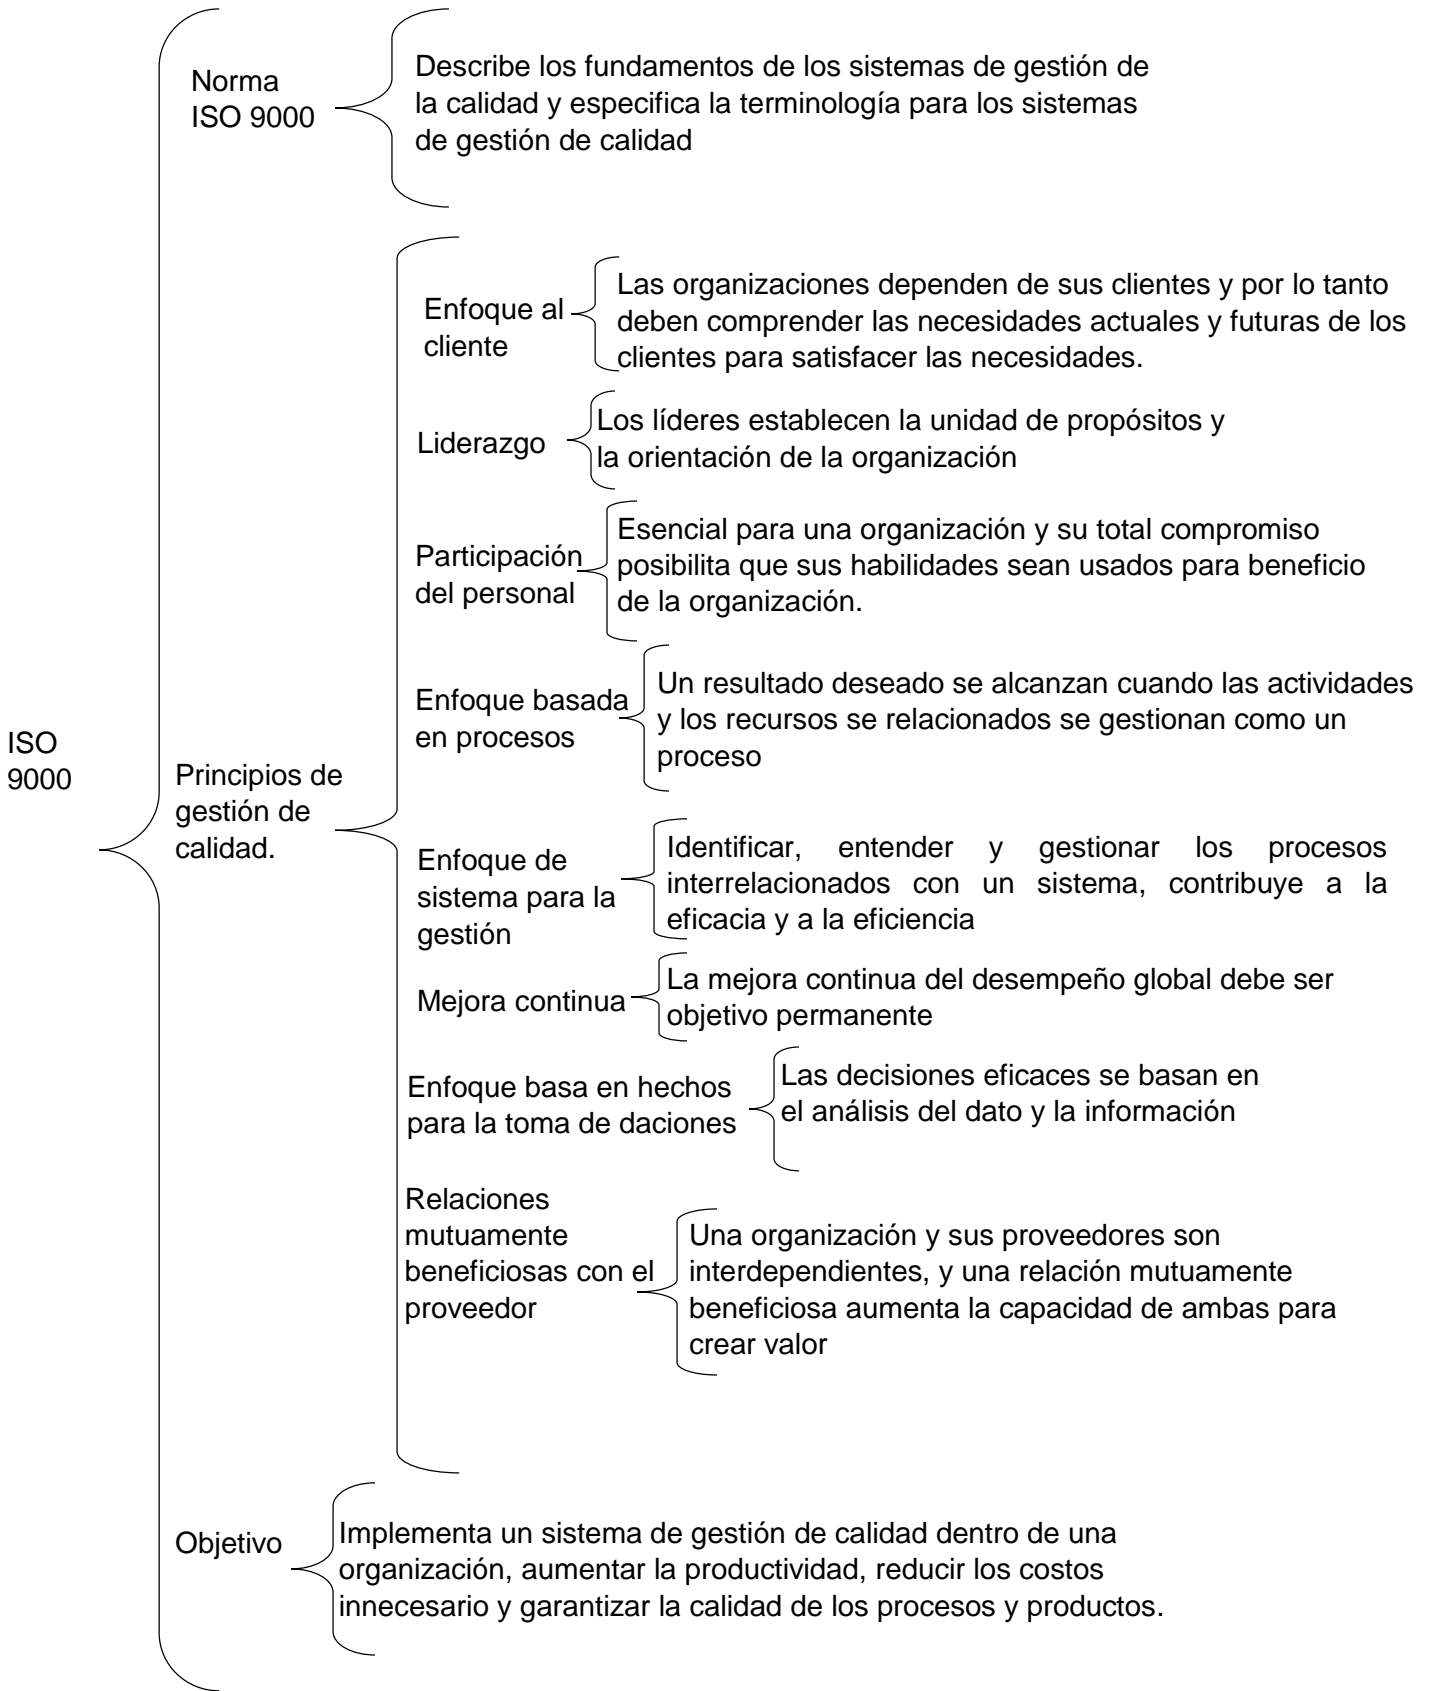 ISO
9000
Norma
ISO 9000
Describe los fundamentos de los sistemas de gestión de
la calidad y especifica la terminología para los sistemas
de gestión de calidad
Principios de
gestión de
calidad.
Enfoque al
cliente
Las organizaciones dependen de sus clientes y por lo tanto
deben comprender las necesidades actuales y futuras de los
clientes para satisfacer las necesidades.
Liderazgo
Los líderes establecen la unidad de propósitos y
la orientación de la organización
Participación
del personal
Esencial para una organización y su total compromiso
posibilita que sus habilidades sean usados para beneficio
de la organización.
Enfoque basada
en procesos
Un resultado deseado se alcanzan cuando las actividades
y los recursos se relacionados se gestionan como un
proceso
Enfoque de
sistema para la
gestión
Identificar, entender y gestionar los procesos
interrelacionados con un sistema, contribuye a la
eficacia y a la eficiencia
Mejora continua
La mejora continua del desempeño global debe ser
objetivo permanente
Enfoque basa en hechos
para la toma de daciones
Las decisiones eficaces se basan en
el análisis del dato y la información
Relaciones
mutuamente
beneficiosas con el
proveedor
Una organización y sus proveedores son
interdependientes, y una relación mutuamente
beneficiosa aumenta la capacidad de ambas para
crear valor
Objetivo
Implementa un sistema de gestión de calidad dentro de una
organización, aumentar la productividad, reducir los costos
innecesario y garantizar la calidad de los procesos y productos.